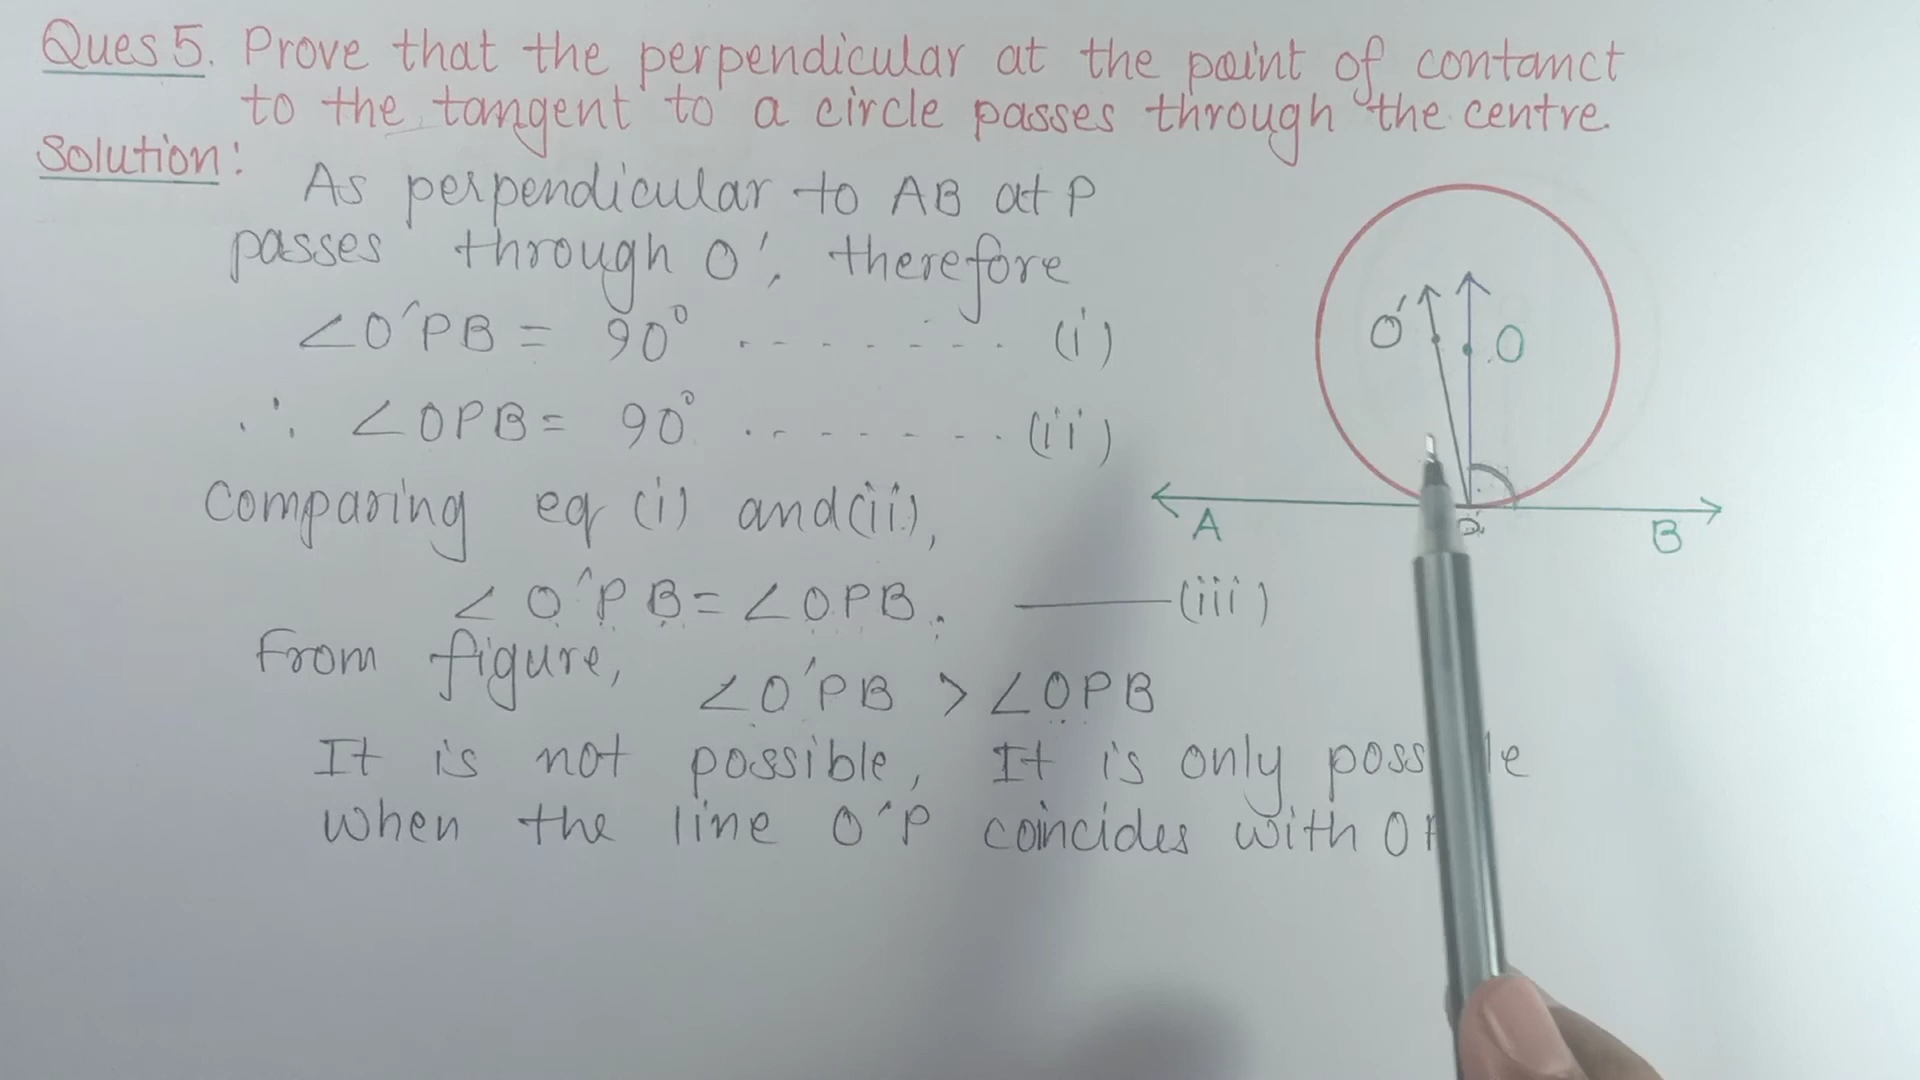 Ques 5. Prove that the perpendicular at the point of contanct
to the tangent to a circle passes through the centre.
Solution:
As perpendicular to AB at P
passes through O', therefore
∠O'PB = 90° ....... (i)
∴ ∠OPB = 90° ....... (ii)
Comparing eq (i) and (ii),
∠O'PB = ∠OPB. —— (iii)
From figure,
∠O'PB > ∠OPB
It is not possible, It is only
when the line O'P coincides with
O'
O
A
B